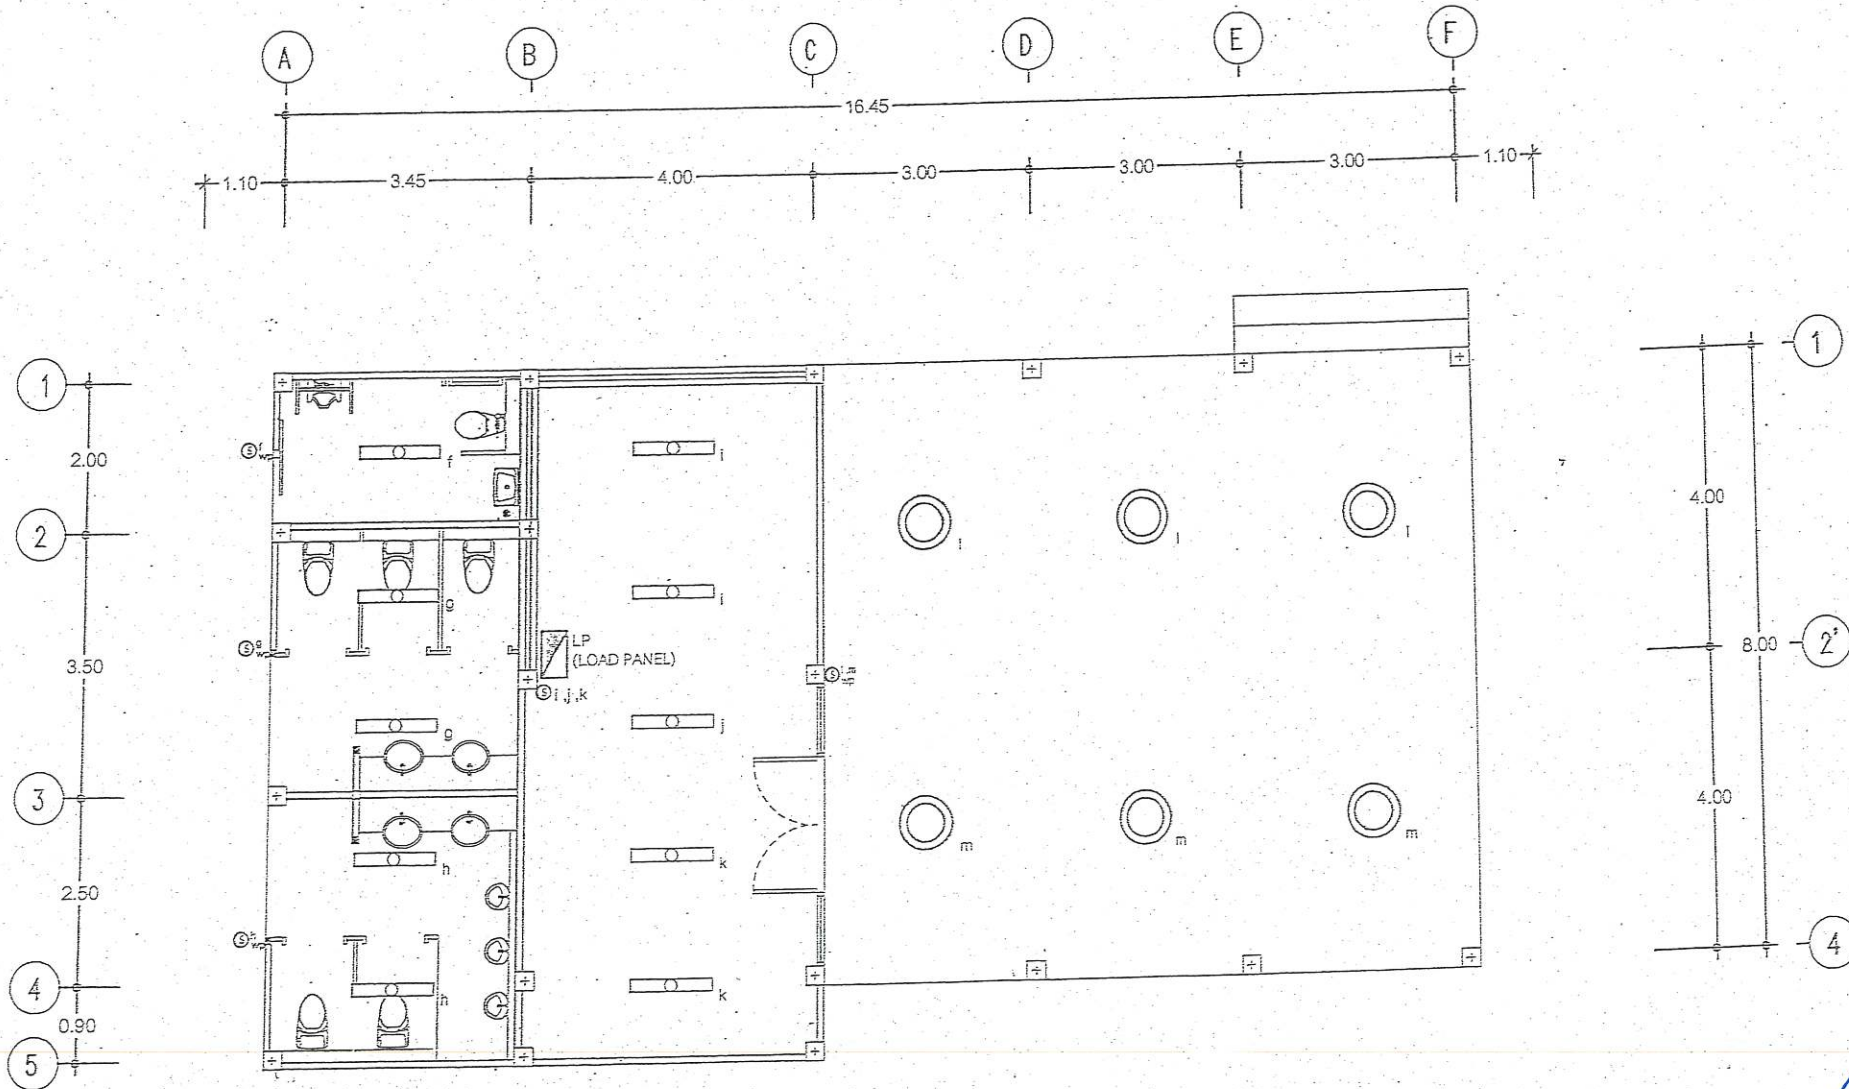 A B C D E F
16.45
1.10 3.45 4.00 3.00 3.00 3.00 1.10
1 1
2.00
f
i
S f
4.00
2
l l l
g
i
3.50
S g
LP
(LOAD PANEL)
8.00 2'
S i,j,k
S
g
j
3
4.00
m m m
h
k
2.50
S
4
4
h
k
0.90
5